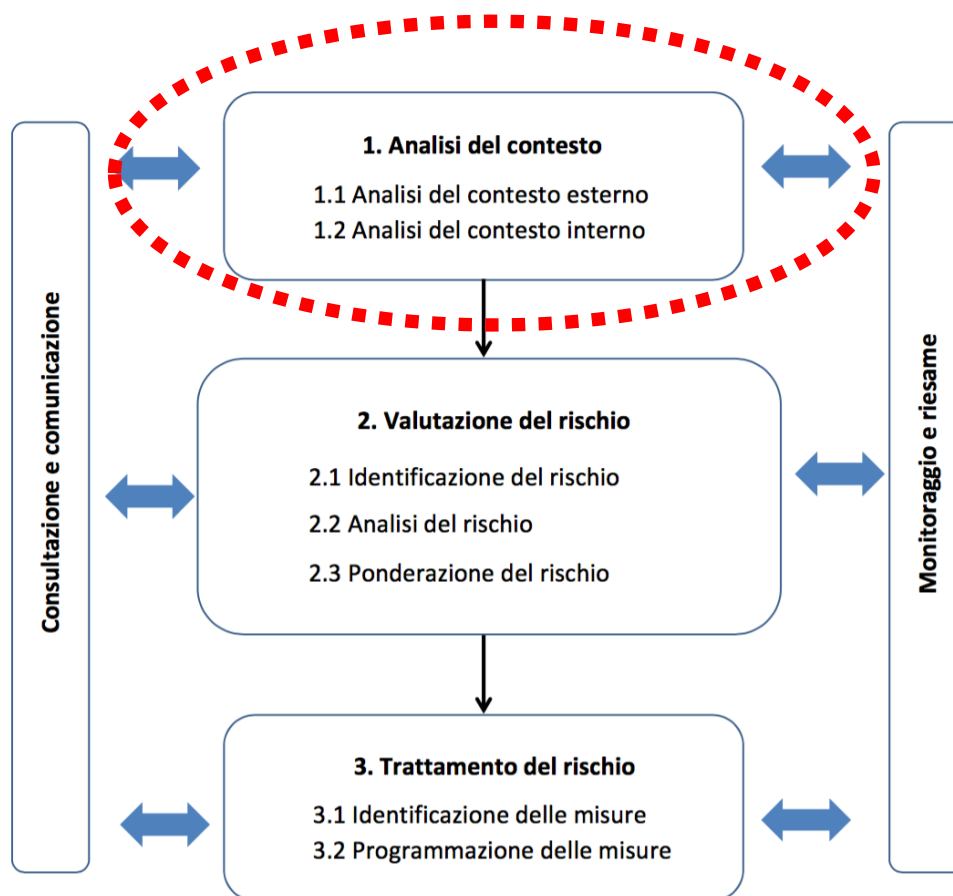 Consultazione e comunicazione
1. Analisi del contesto
1.1 Analisi del contesto esterno
1.2 Analisi del contesto interno
2. Valutazione del rischio
2.1 Identificazione del rischio
2.2 Analisi del rischio
2.3 Ponderazione del rischio
3. Trattamento del rischio
3.1 Identificazione delle misure
3.2 Programmazione delle misure
Monitoraggio e riesame